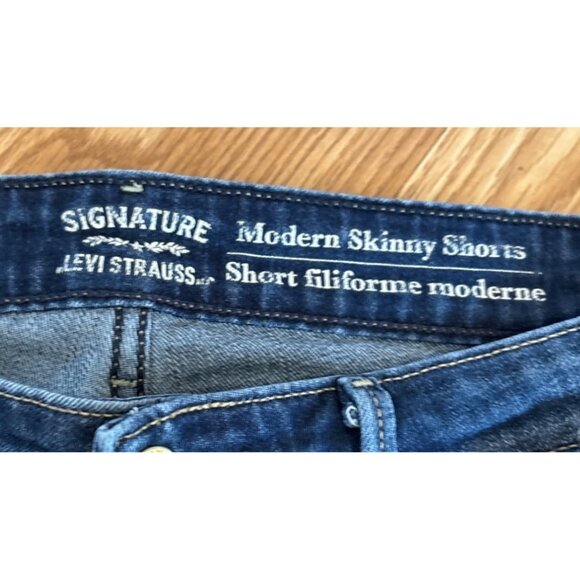 SiGNATURE
LEVI STRAUSS
Modern Skinny Shorts
Short filiforme moderne